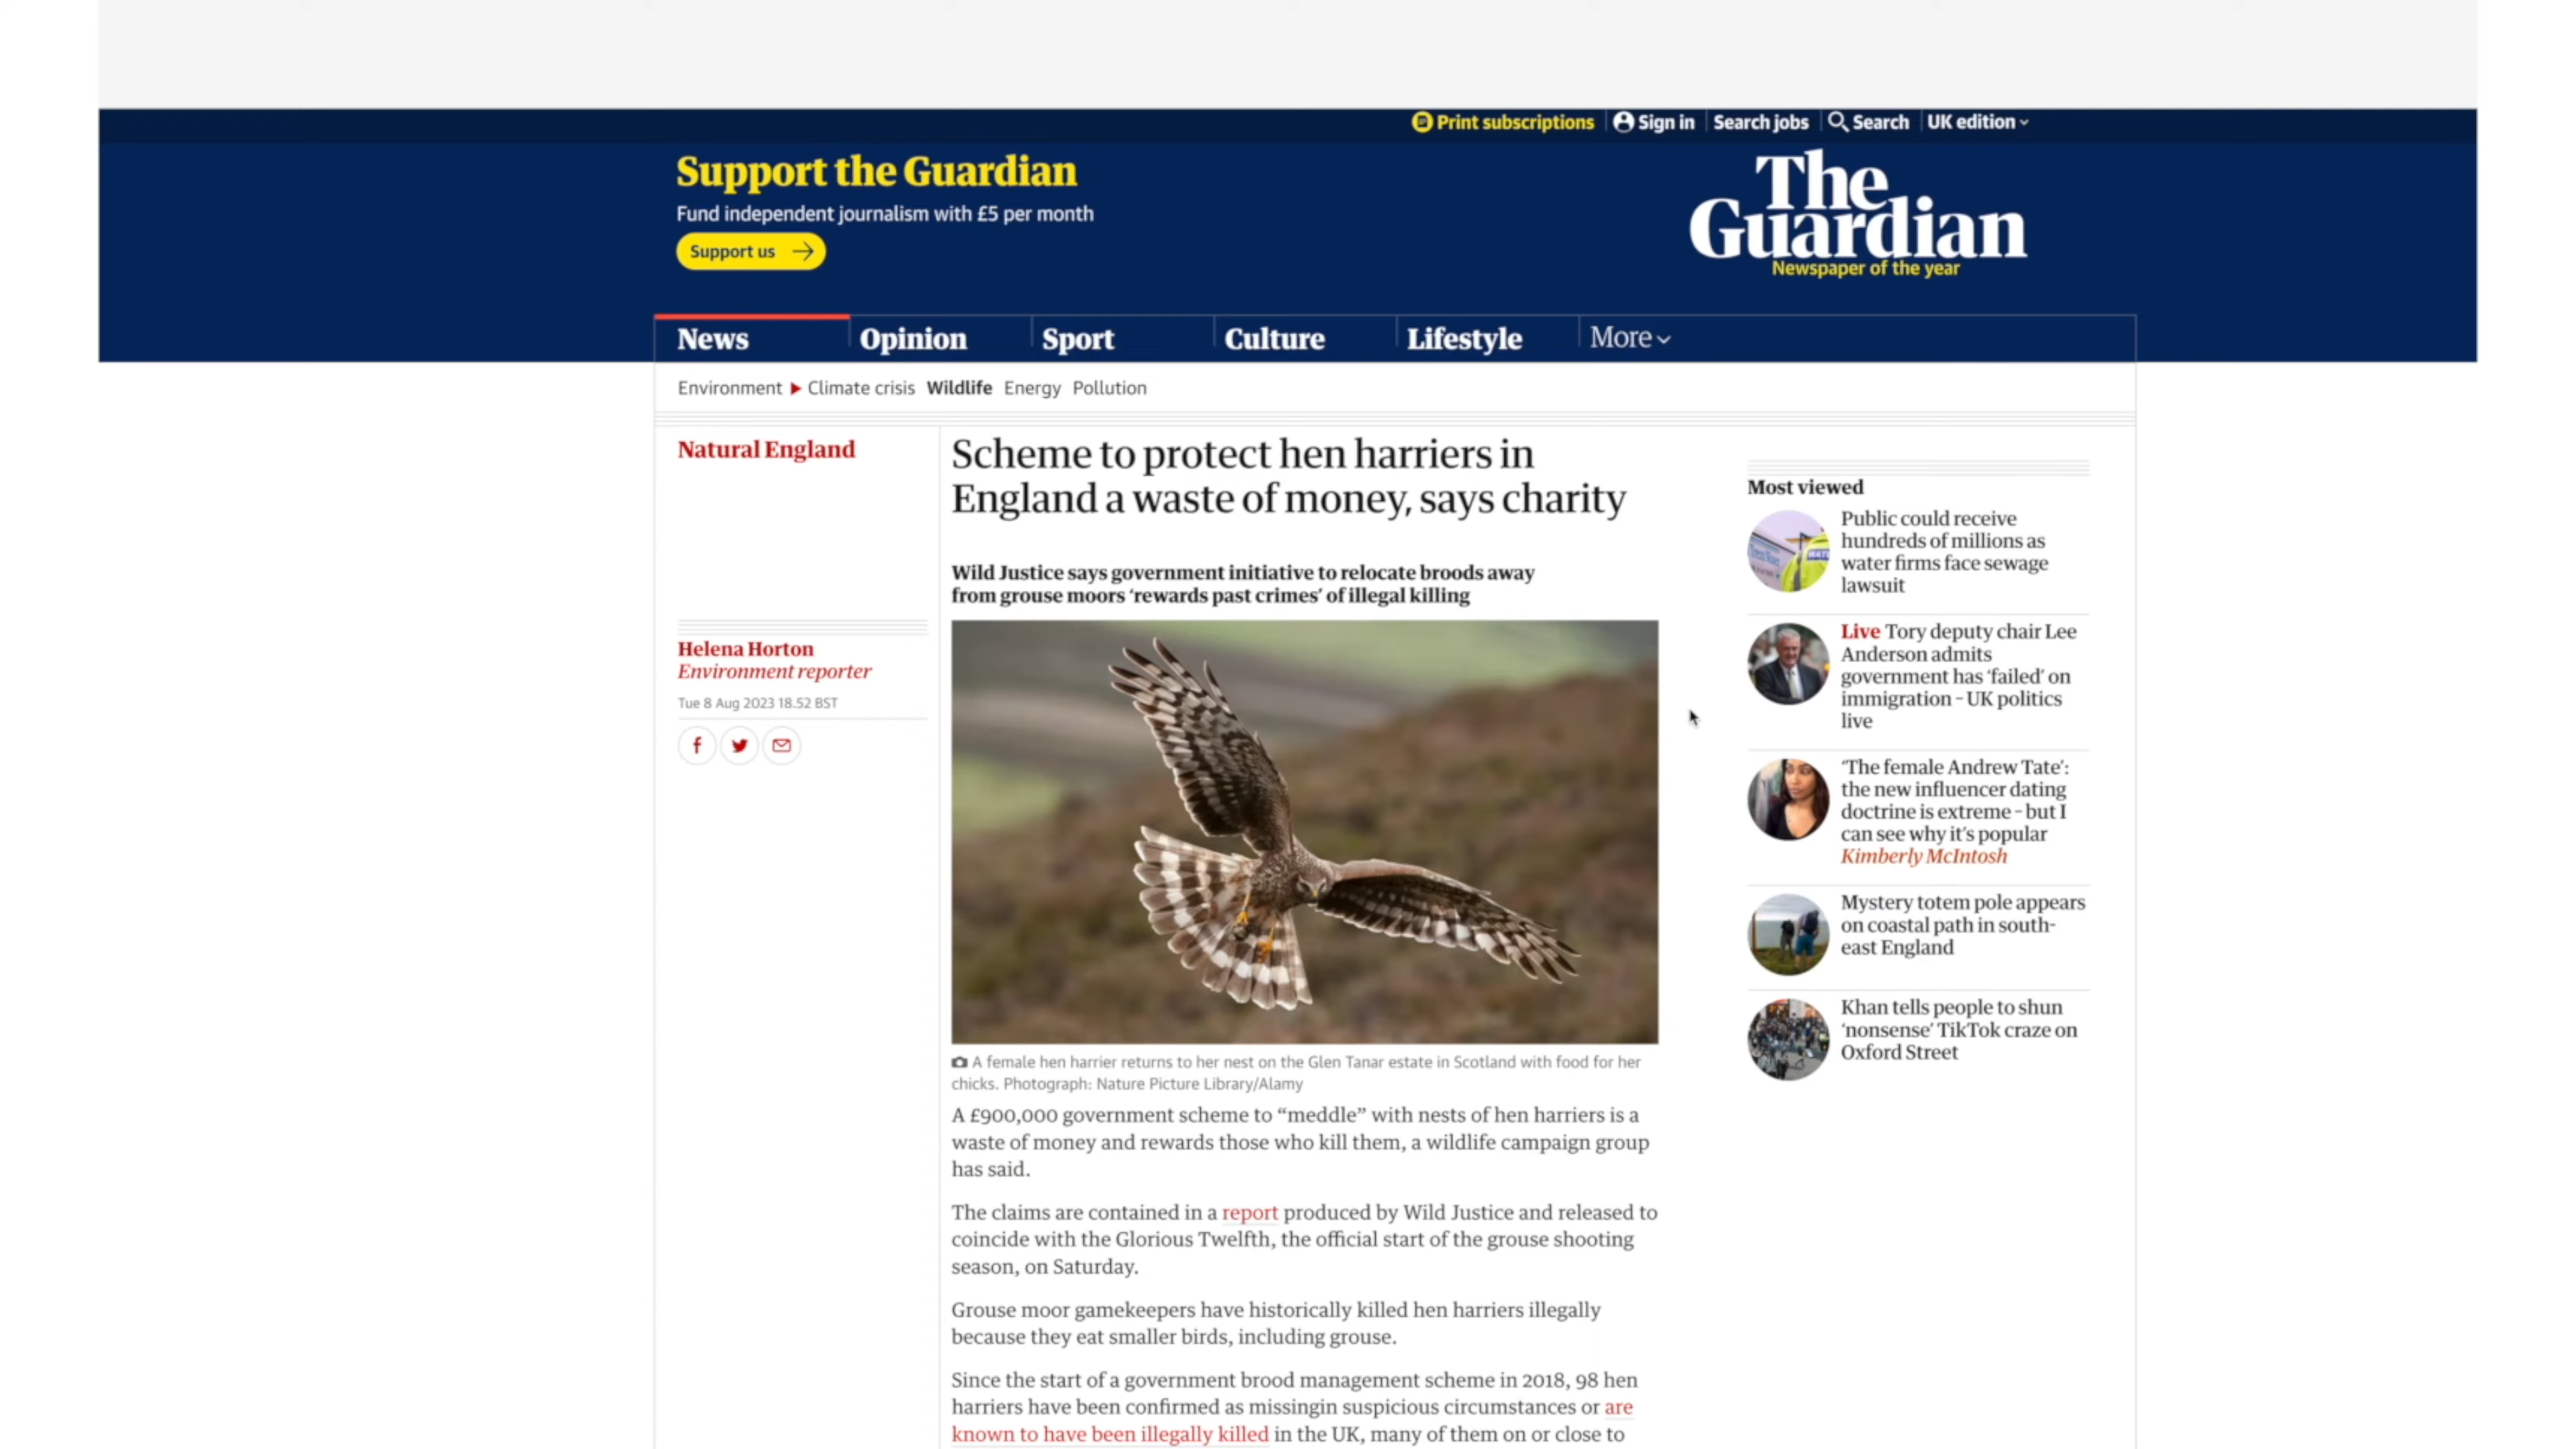 Print subscriptions
Sign in
Search jobs
Search
UK edition
Support the Guardian
Fund independent journalism with £5 per month
Support us
The
Guardian
Newspaper of the year
News
Opinion
Sport
Culture
Lifestyle
More
Environment
Climate crisis
Wildlife
Energy
Pollution
Natural England
Scheme to protect hen harriers in
England a waste of money, says charity
Wild Justice says government initiative to relocate broods away
from grouse moors ‘rewards past crimes’ of illegal killing
Helena Horton
Environment reporter
Tue 8 Aug 2023 18.52 BST
A female hen harrier returns to her nest on the Glen Tanar estate in Scotland with food for her
chicks. Photograph: Nature Picture Library/Alamy
A £900,000 government scheme to “meddle” with nests of hen harriers is a
waste of money and rewards those who kill them, a wildlife campaign group
has said.
The claims are contained in a report produced by Wild Justice and released to
coincide with the Glorious Twelfth, the official start of the grouse shooting
season, on Saturday.
Grouse moor gamekeepers have historically killed hen harriers illegally
because they eat smaller birds, including grouse.
Since the start of a government brood management scheme in 2018, 98 hen
harriers have been confirmed as missingin suspicious circumstances or are
known to have been illegally killed in the UK, many of them on or close to
Most viewed
Public could receive
hundreds of millions as
water firms face sewage
lawsuit
Live Tory deputy chair Lee
Anderson admits
government has ‘failed’ on
immigration – UK politics
live
‘The female Andrew Tate’:
the new influencer dating
doctrine is extreme – but I
can see why it’s popular
Kimberly McIntosh
Mystery totem pole appears
on coastal path in south-
east England
Khan tells people to shun
‘nonsense’ TikTok craze on
Oxford Street